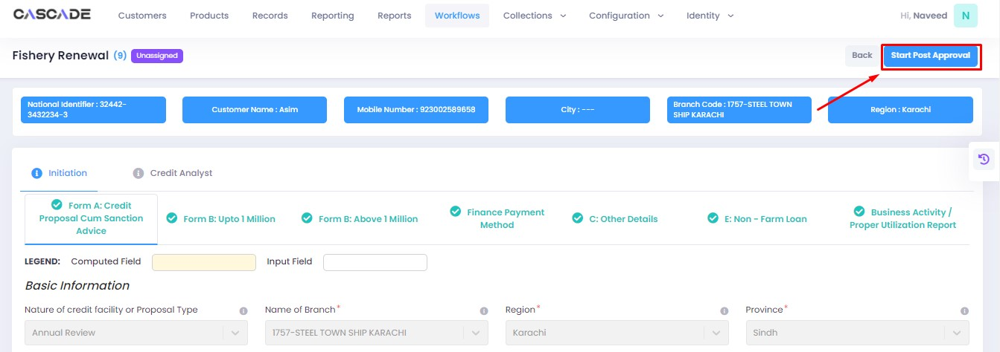 CASCADE
Customers Products Records Reporting Reports Workflows Collections Configuration Identity Hi, Naveed N
Fishery Renewal (9) Unassigned Back Start Post Approval
National Identifier : 32442-
3432234-3
Customer Name : Asim
Mobile Number : 923002589658
City : ---
Branch Code : 1757-STEEL TOWN
SHIP KARACHI
Region : Karachi
Initiation Credit Analyst
Form A: Credit
Proposal Cum Sanction
Advice
Form B: Upto 1 Million
Form B: Above 1 Million
Finance Payment
Method
C: Other Details
E: Non - Farm Loan
Business Activity /
Proper Utilization Report
LEGEND: Computed Field Input Field
Basic Information
Nature of credit facility or Proposal Type Name of Branch* Region* Province*
Annual Review 1757-STEEL TOWN SHIP KARACHI Karachi Sindh